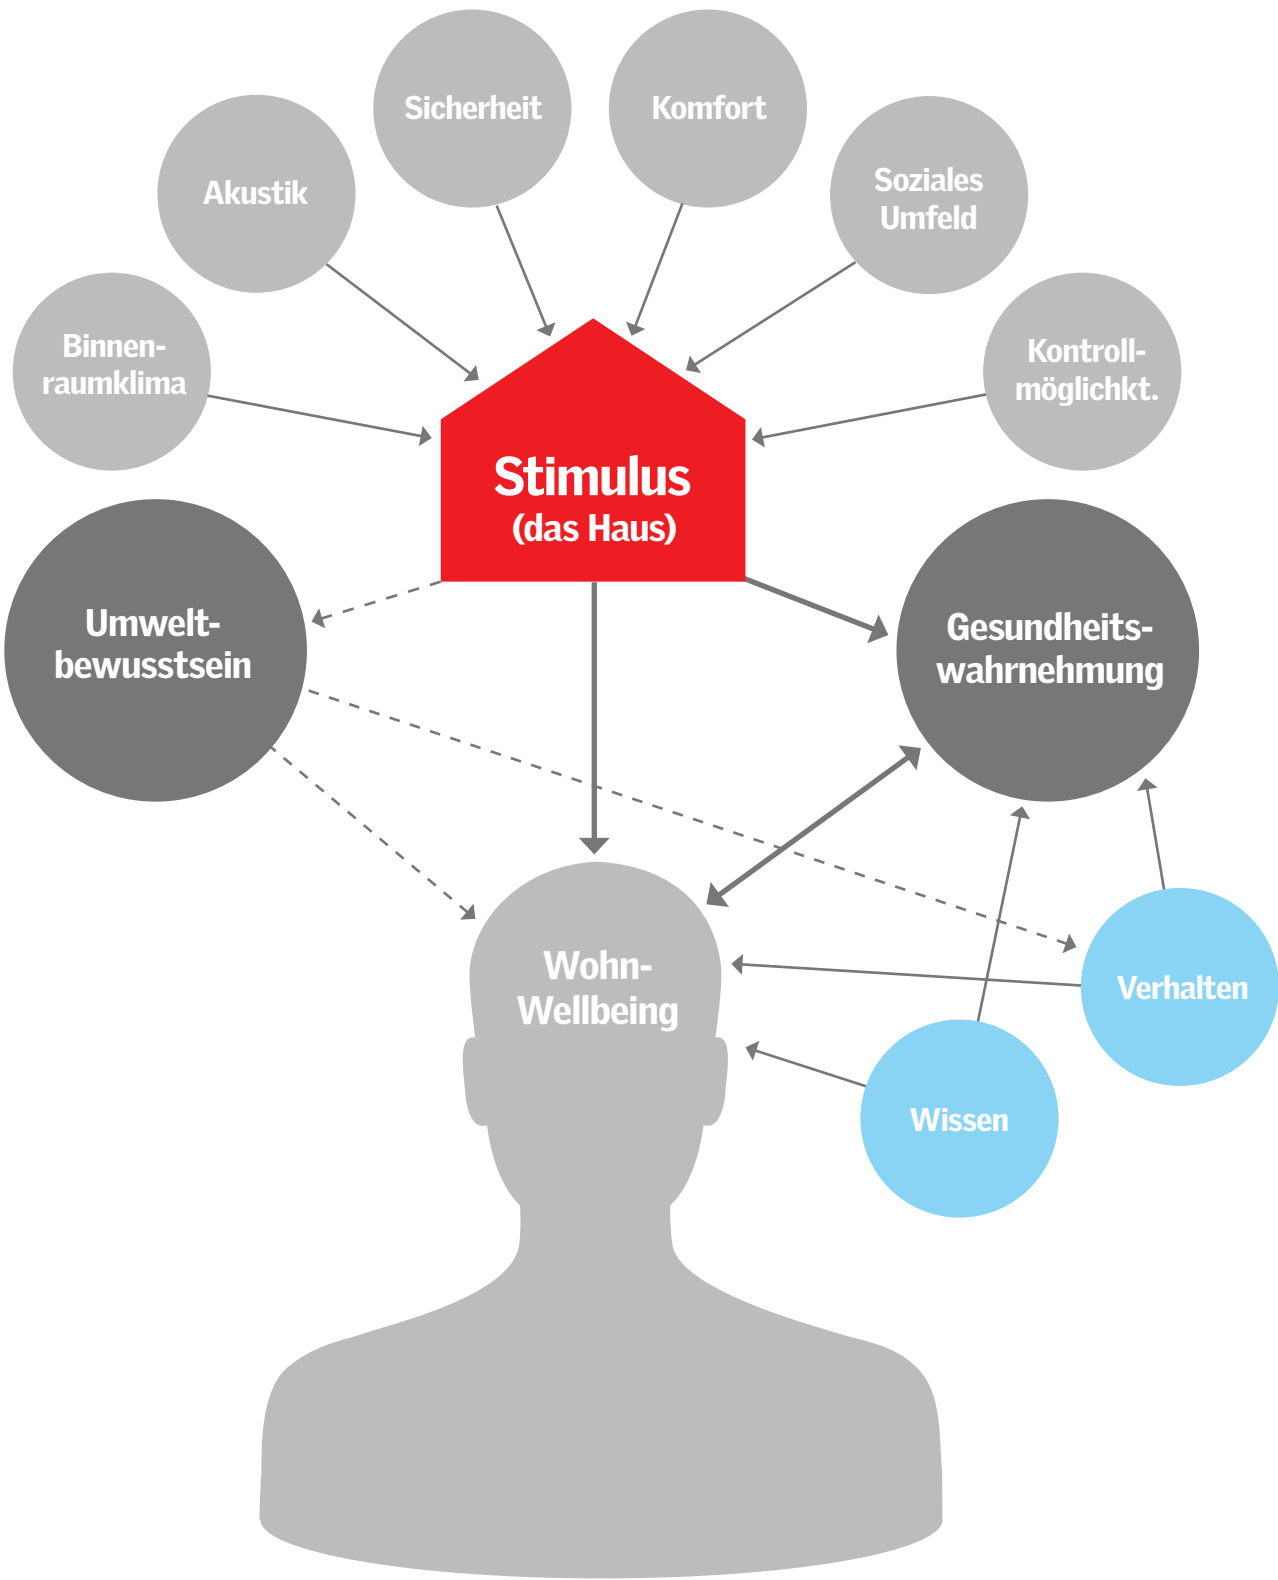 Sicherheit
Komfort
Akustik
Soziales
Umfeld
Binnen-
raumklima
Kontroll-
möglichkt.
Stimulus
(das Haus)
Umwelt-
bewusstsein
Gesundheits-
wahrnehmung
Wohn-
Wellbeing
Verhalten
Wissen